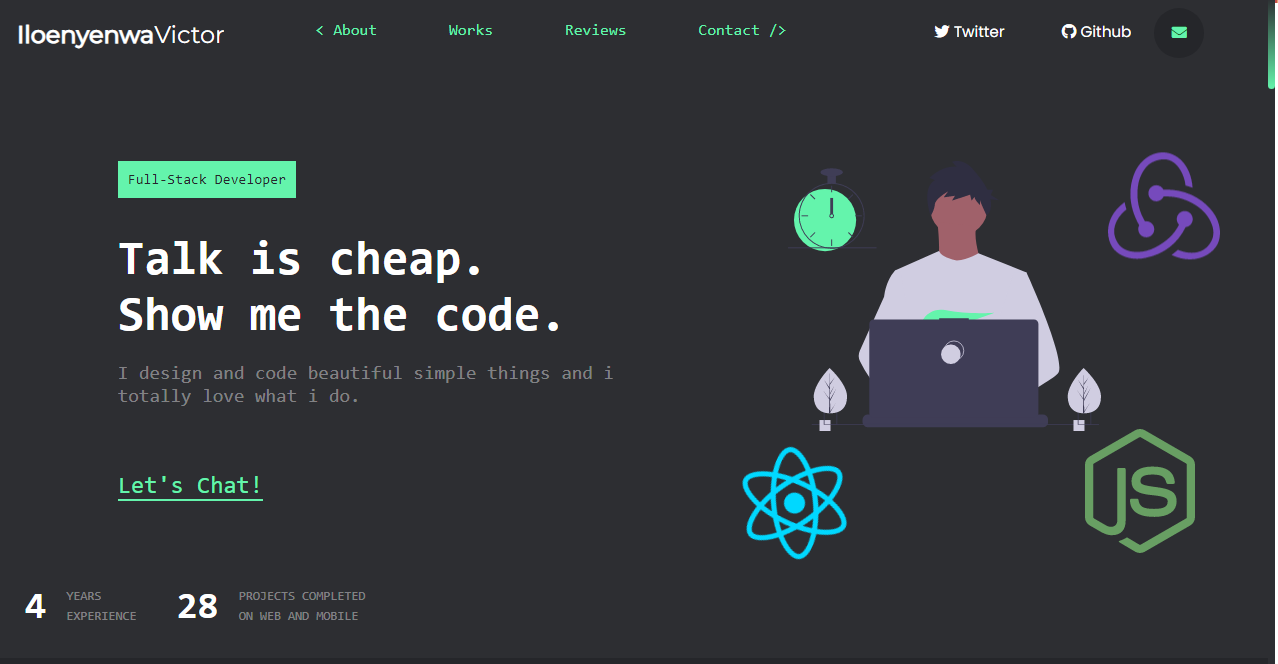 IloenyenwaVictor
< About Works Reviews Contact />
Twitter Github
Full-Stack Developer
Talk is cheap.
Show me the code.
I design and code beautiful simple things and i
totally love what i do.
Let's Chat!
4 YEARS
EXPERIENCE
28 PROJECTS COMPLETED
ON WEB AND MOBILE
JS